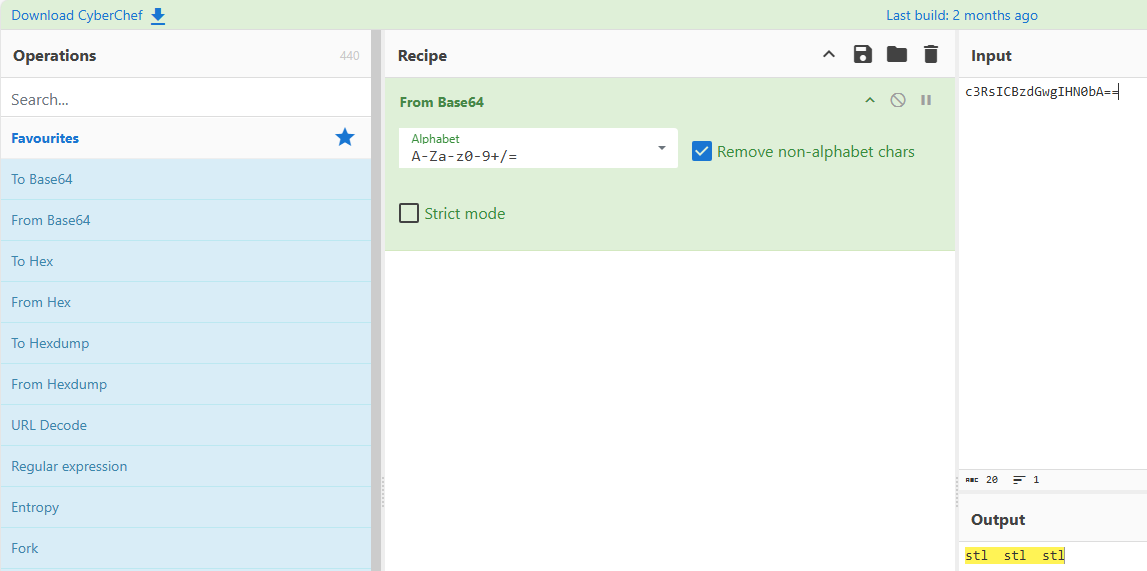 Download CyberChef
Last build: 2 months ago
Operations
440
Recipe
Input
Search...
Favourites
To Base64
From Base64
To Hex
From Hex
To Hexdump
From Hexdump
URL Decode
Regular expression
Entropy
Fork
From Base64
Alphabet
A-Za-z0-9+/=
Remove non-alphabet chars
Strict mode
c3RsICBzdGwgIHN0bA==
ABC 20 1
Output
stl  stl  stl